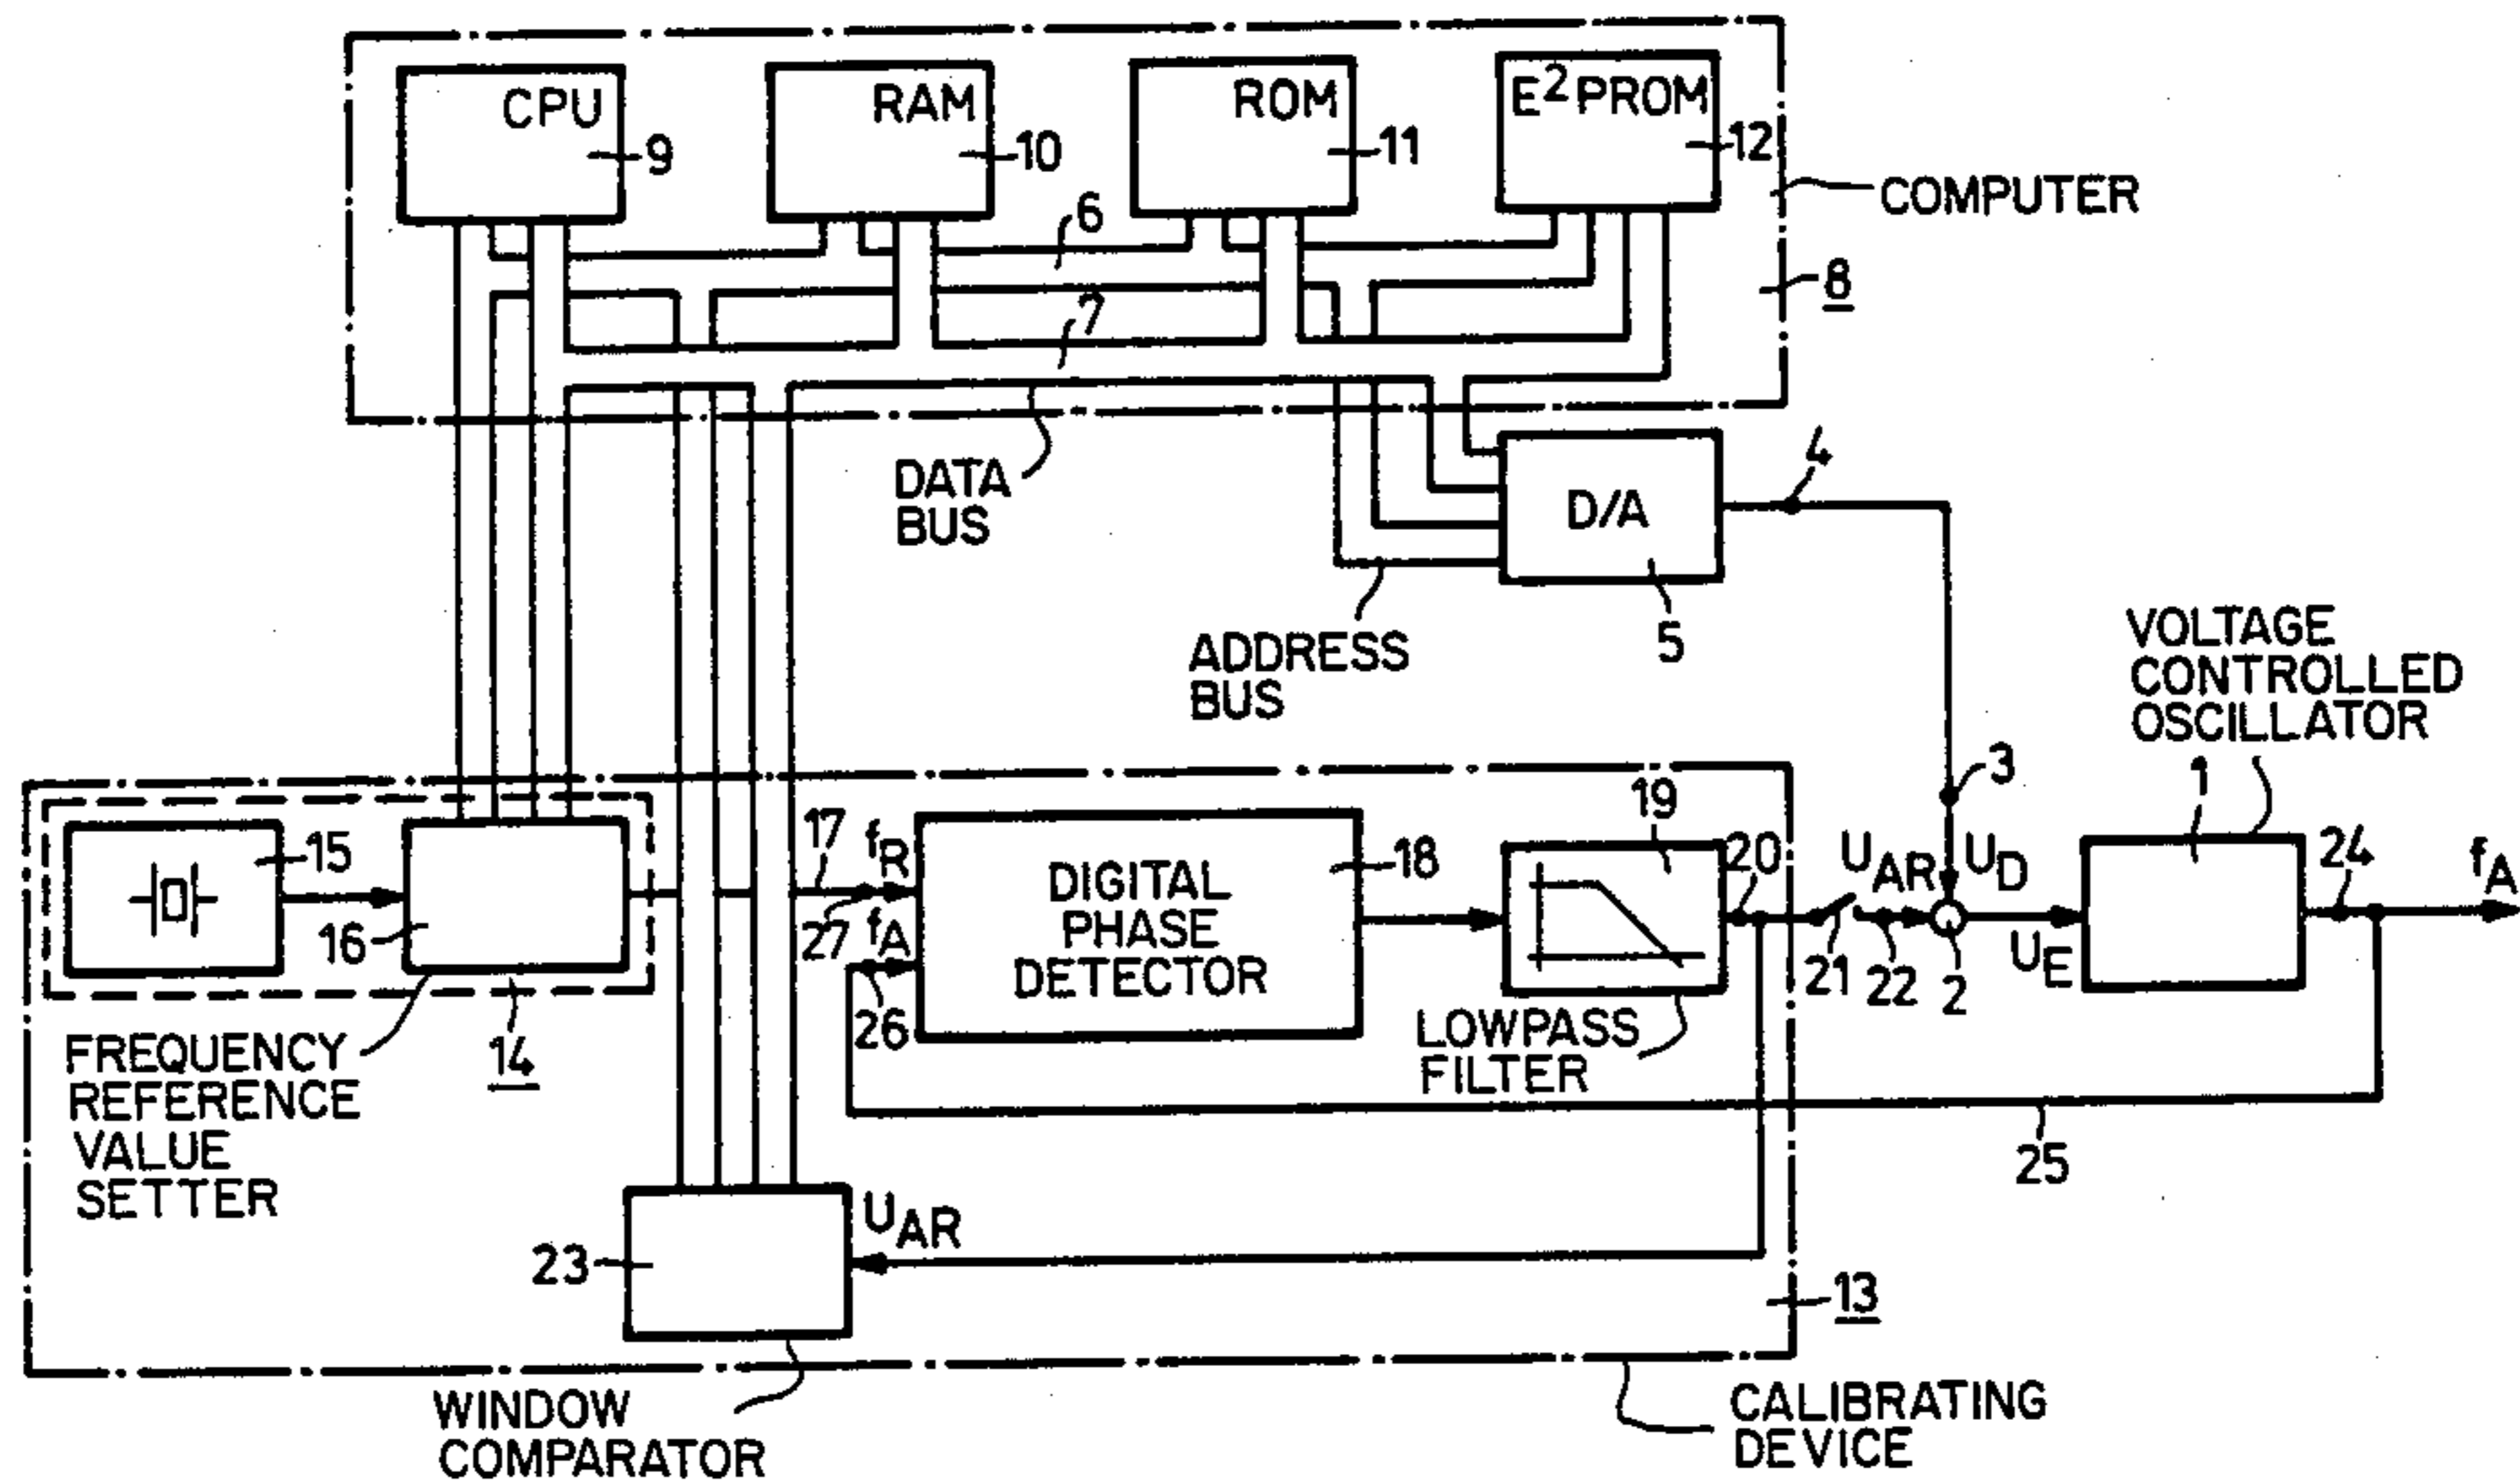 CPU
9
RAM
10
ROM
11
E² PROM
12
COMPUTER
6
8
7
DATA
BUS
D/A
4
5
ADDRESS
BUS
VOLTAGE
CONTROLLED
OSCILLATOR
1
3
15
16
17
fR
27
fA
26
DIGITAL
PHASE
DETECTOR
18
19
20
21
UAR
22
UD
2
UE
24
fA
LOWPASS
FILTER
FREQUENCY
REFERENCE
VALUE
SETTER
14
25
23
UAR
13
WINDOW
COMPARATOR
CALIBRATING
DEVICE